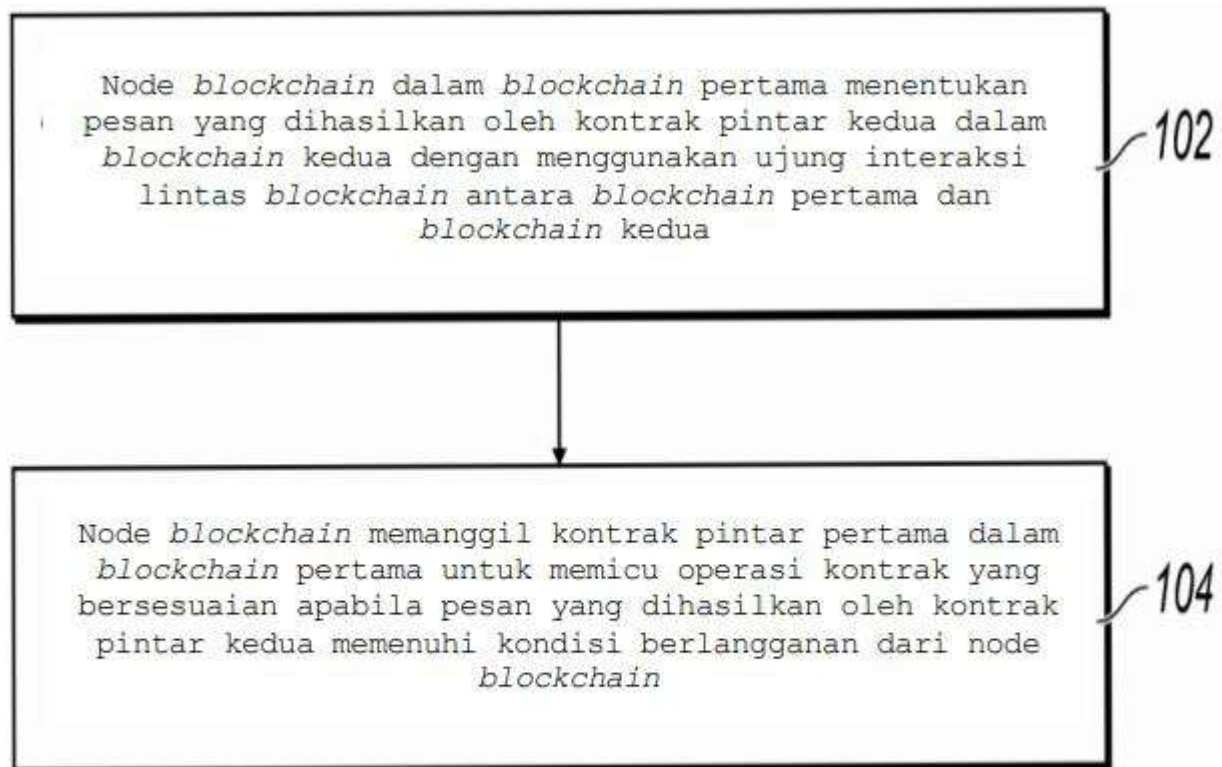 Node blockchain dalam blockchain pertama menentukan
pesan yang dihasilkan oleh kontrak pintar kedua dalam
blockchain kedua dengan menggunakan ujung interaksi
lintas blockchain antara blockchain pertama dan
blockchain kedua
102
Node blockchain memanggil kontrak pintar pertama dalam
blockchain pertama untuk memicu operasi kontrak yang
bersesuaian apabila pesan yang dihasilkan oleh kontrak
pintar kedua memenuhi kondisi berlangganan dari node
blockchain
104